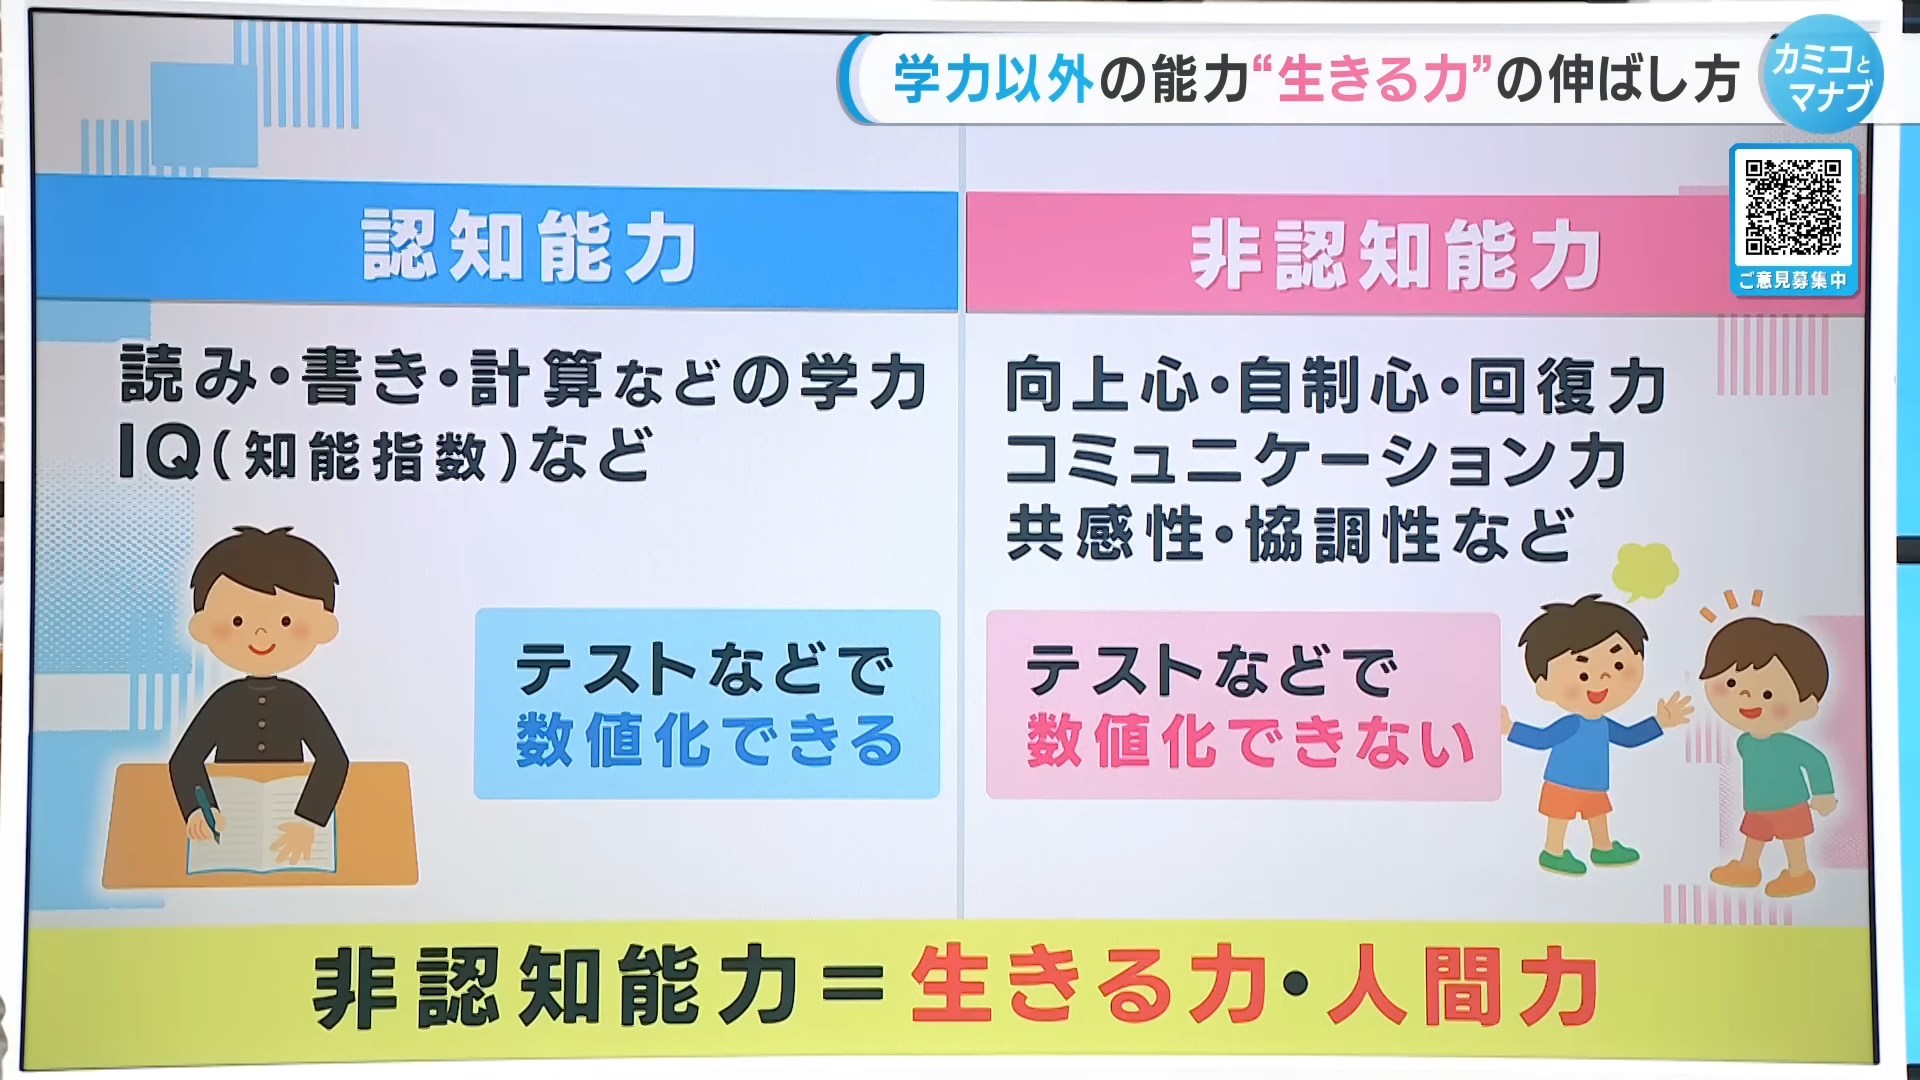 学力以外の能力“生きる力”の伸ばし方
カミコと
マナブ
ご意見募集中
認知能力
読み・書き・計算などの学力
IQ(知能指数)など
テストなどで
数値化できる
非認知能力
向上心・自制心・回復力
コミュニケーション力
共感性・協調性など
テストなどで
数値化できない
非認知能力=生きる力・人間力